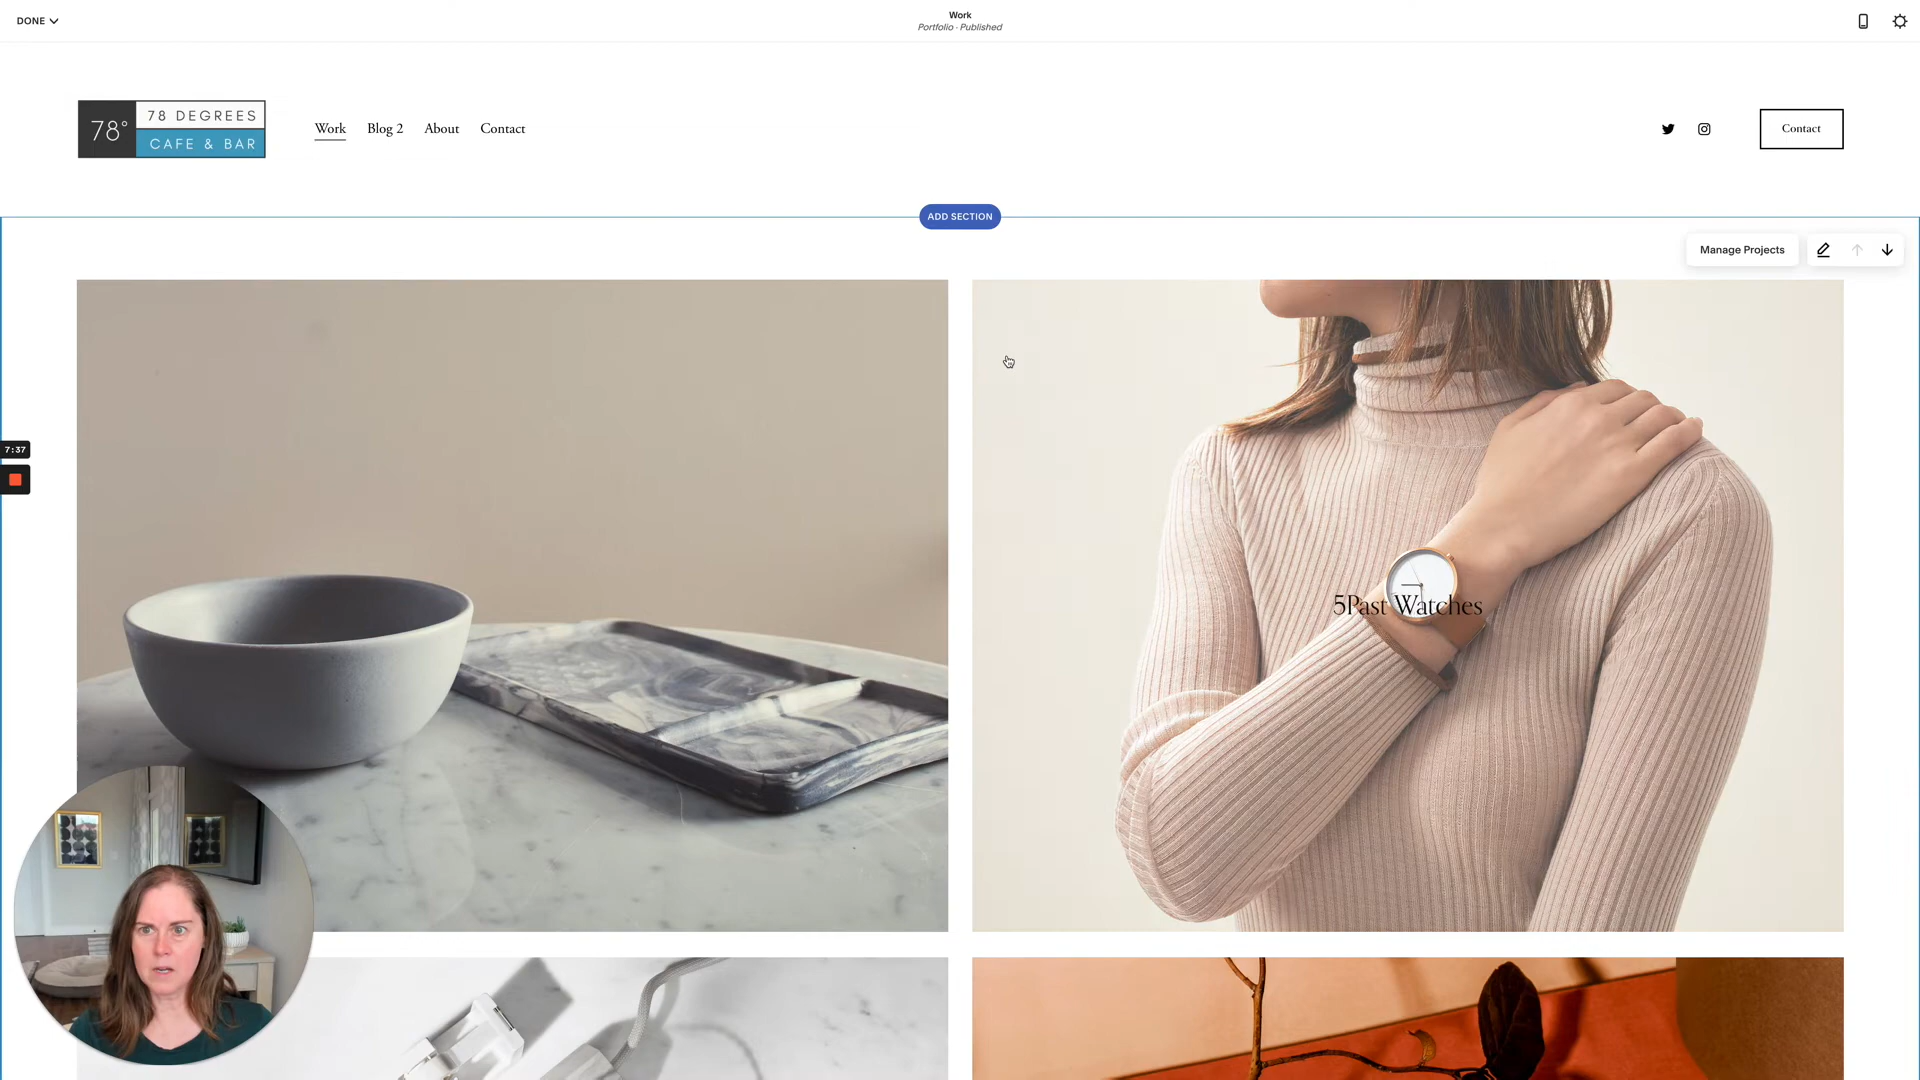 DONE
Work
Portfolio · Published
78°
78 DEGREES
CAFE & BAR
Work
Blog 2
About
Contact
Contact
ADD SECTION
Manage Projects
7:37
5Past Watches